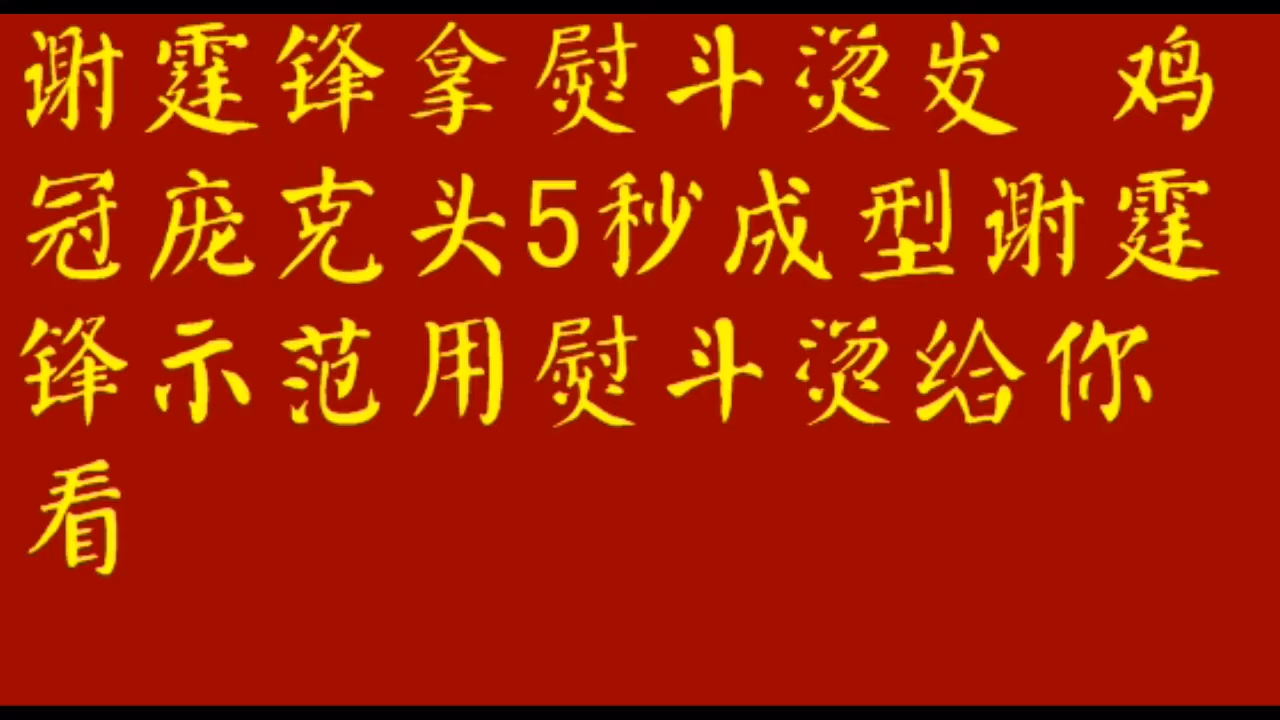 谢霆锋拿熨斗烫发 鸡
冠庞克头5秒成型谢霆
锋示范用熨斗烫给你
看